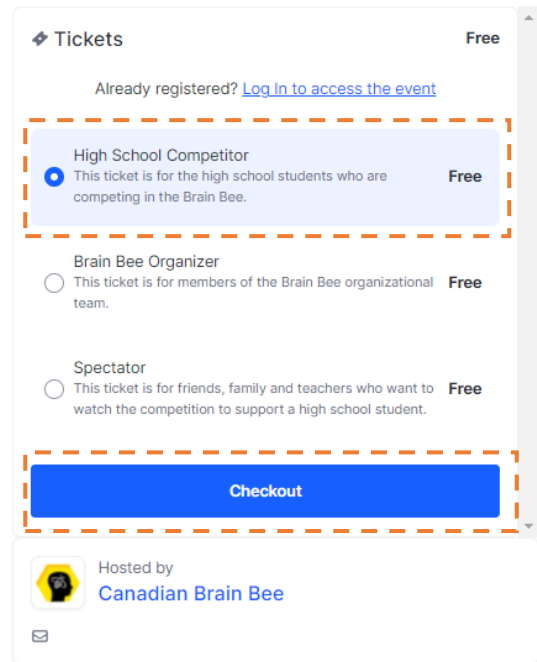 Tickets Free
Already registered? Log In to access the event
High School Competitor
This ticket is for the high school students who are
competing in the Brain Bee.
Free
Brain Bee Organizer
This ticket is for members of the Brain Bee organizational
team.
Free
Spectator
This ticket is for friends, family and teachers who want to
watch the competition to support a high school student.
Free
Checkout
Hosted by
Canadian Brain Bee